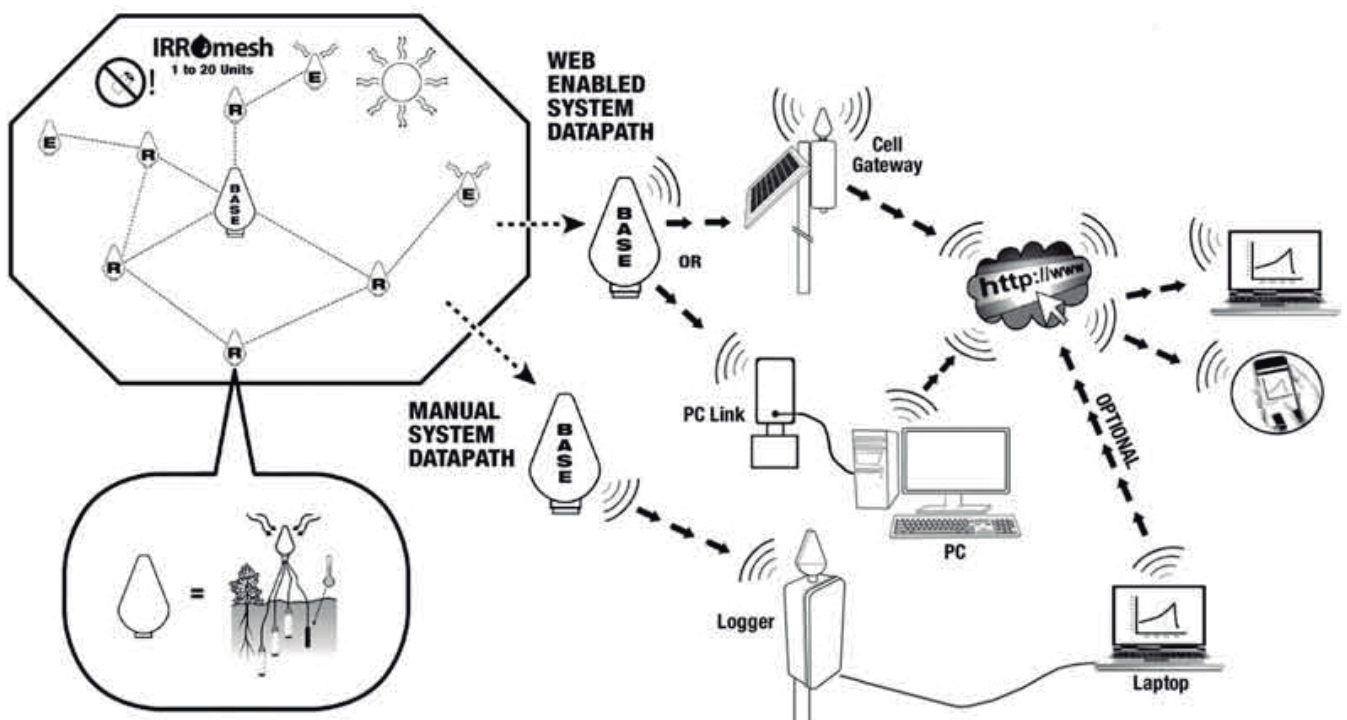 IRROmesh
1 to 20 Units
!
E
R
E
R
BASE
E
R
R
R
=
WEB
ENABLED
SYSTEM
DATAPATH
BASE
OR
Cell
Gateway
http://www
PC Link
PC
MANUAL
SYSTEM
DATAPATH
BASE
Logger
OPTIONAL
Laptop